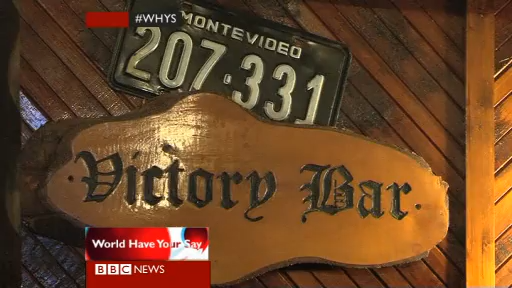 #WHYS
MONTEVIDEO
207·331
·Victory Bar·
World Have Your Say
BBC NEWS